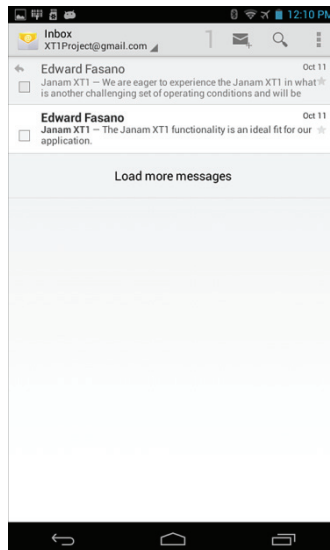 12:10 PM
Inbox
XT1Project@gmail.com
1
Edward Fasano
Oct 11
Janam XT1 — We are eager to experience the Janam XT1 in what
is another challenging set of operating conditions and will be
Edward Fasano
Oct 11
Janam XT1 — The Janam XT1 functionality is an ideal fit for our
application.
Load more messages